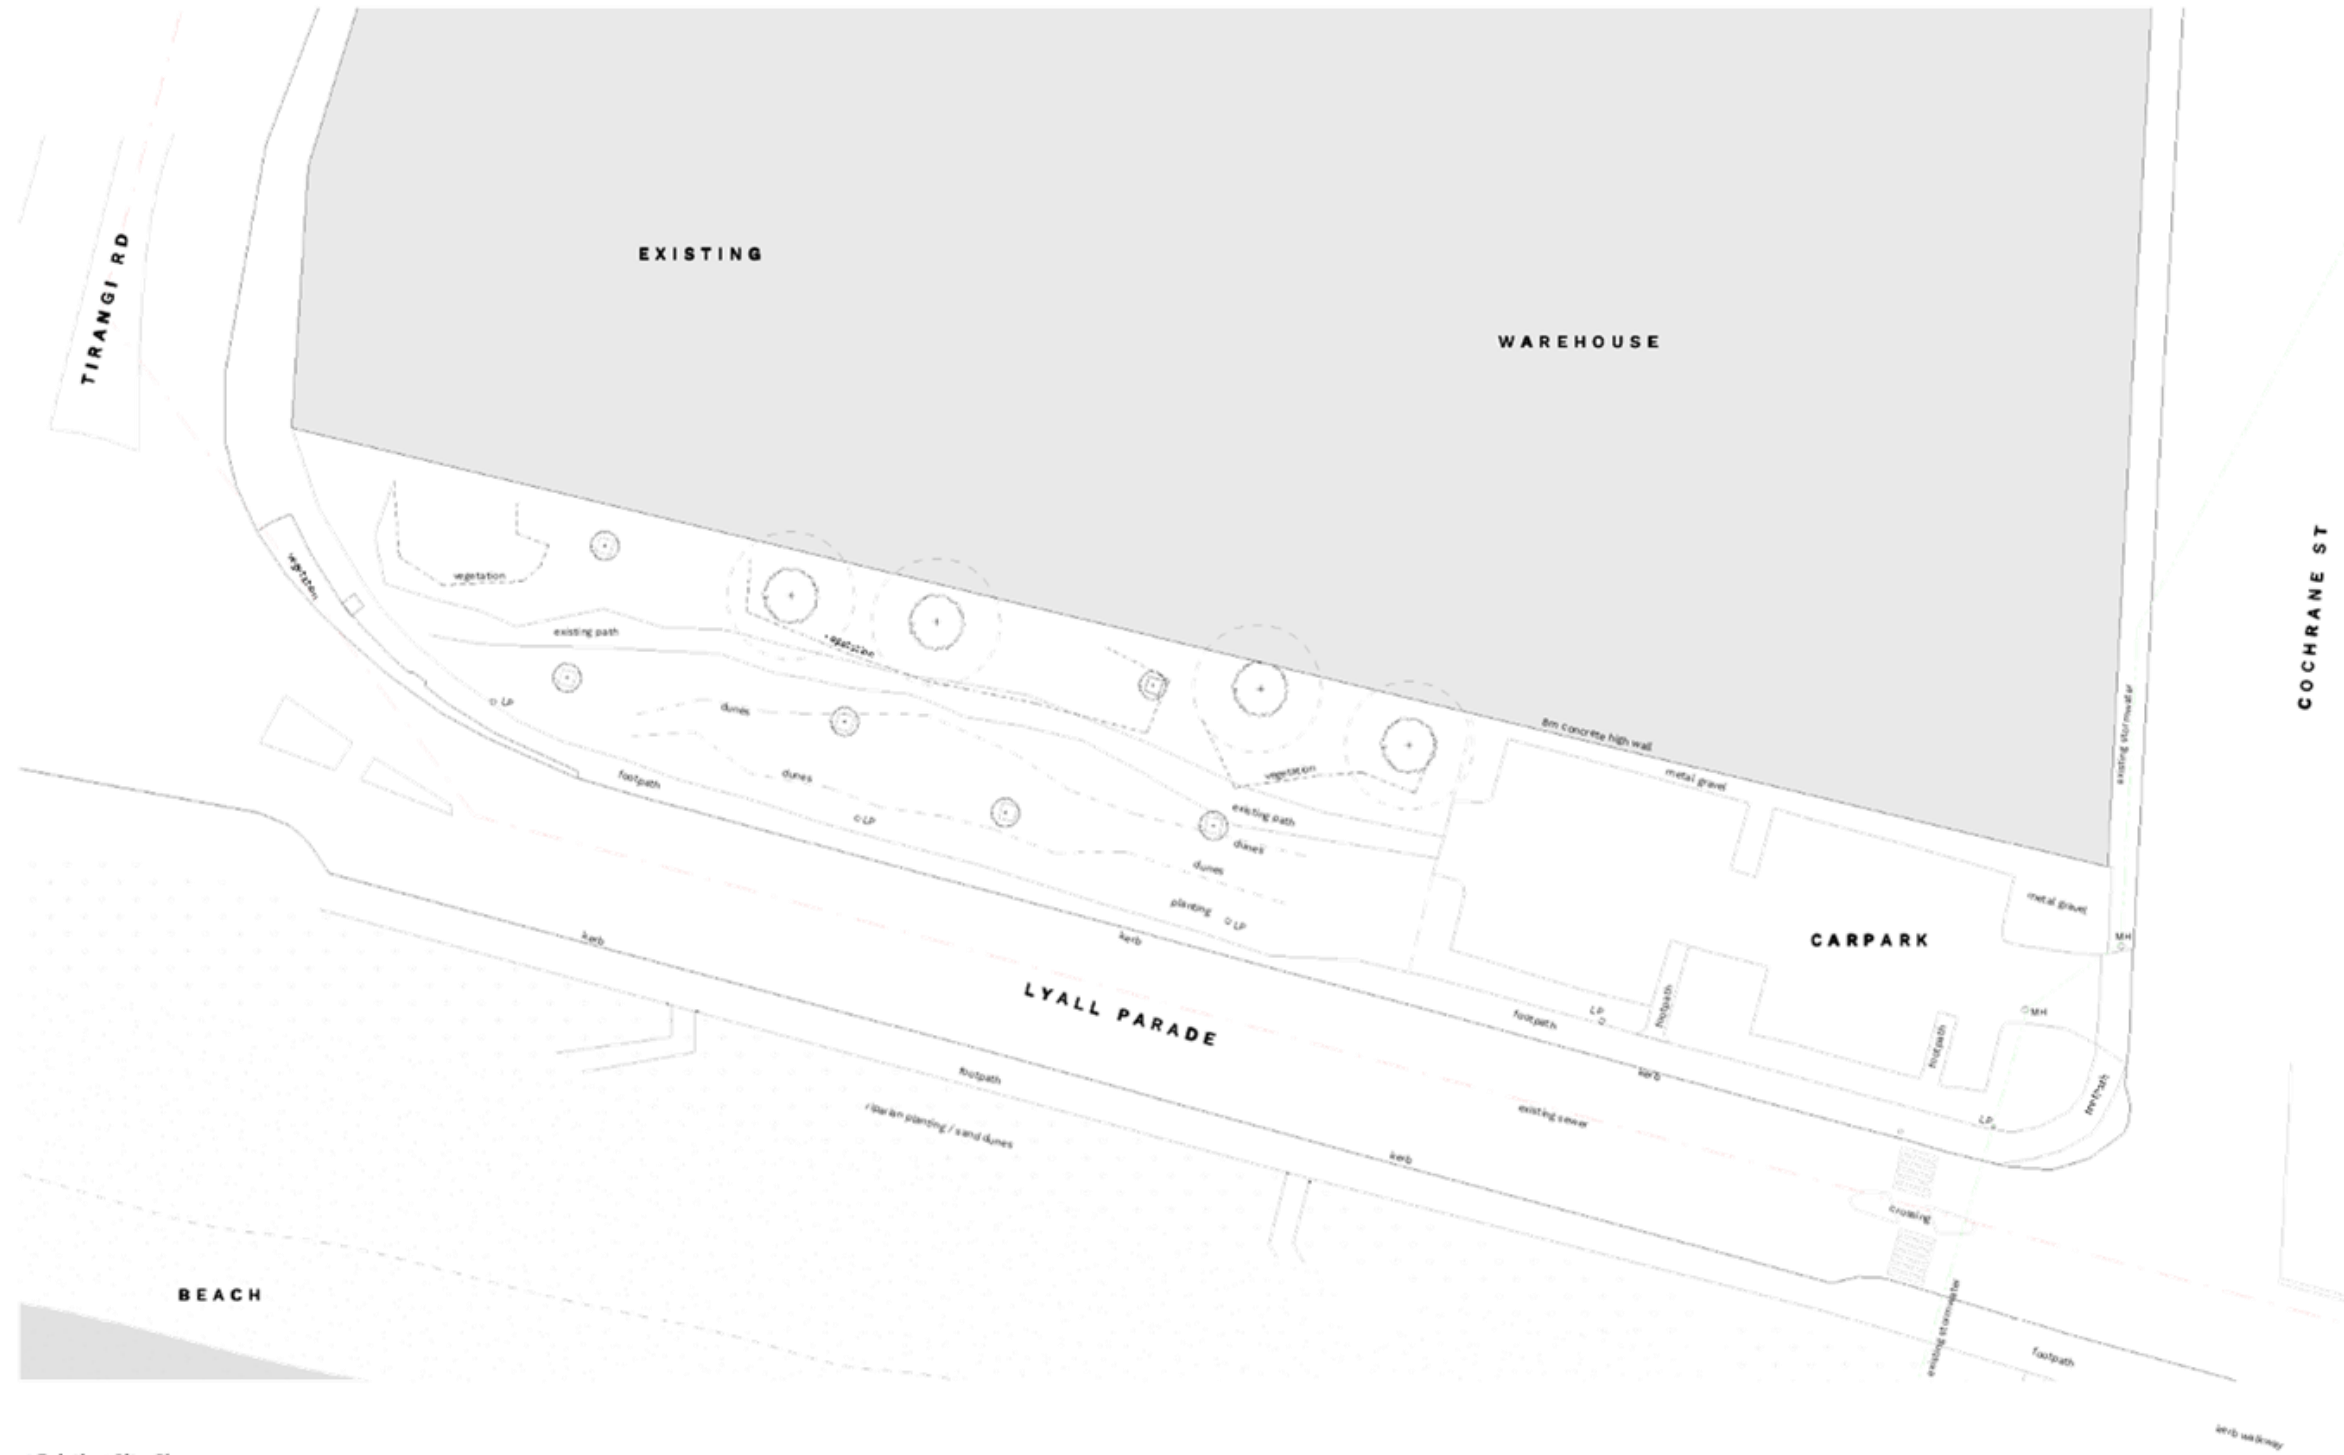 TIRANGI RD
EXISTING
WAREHOUSE
COCHRANE ST
vegetation
vegetation
existing path
vegetation
LP
dunes
footpath
dunes
LP
8m concrete high wall
metal gravel
existing stormwater
vegetation
existing path
dunes
dunes
planting
LP
metal gravel
MH
CARPARK
MH
kerb
kerb
LYALL PARADE
LP
footpath
footpath
footpath
kerb
footpath
LP
footpath
riparian planting / sand dunes
existing sewer
kerb
crossing
existing stormwater
BEACH
footpath
kerb walkway